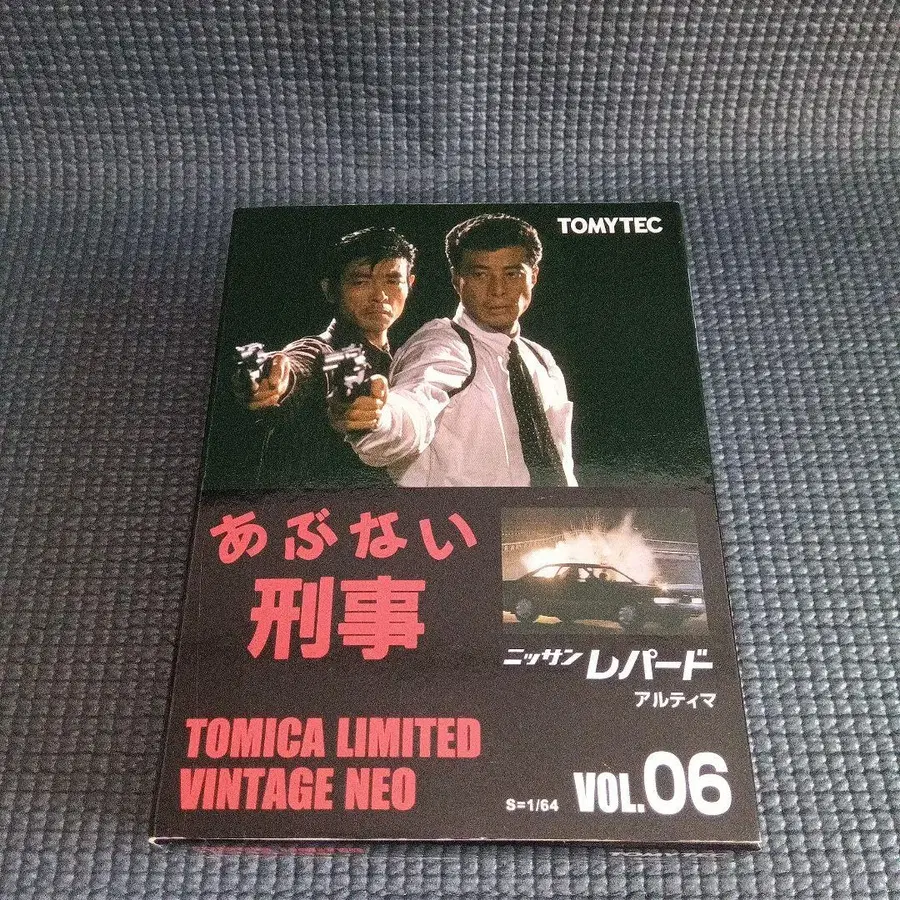 TOMYTEC
あぶない
刑事
ニッサン レパード
アルティマ
TOMICA LIMITED
VINTAGE NEO
S=1/64 VOL.06